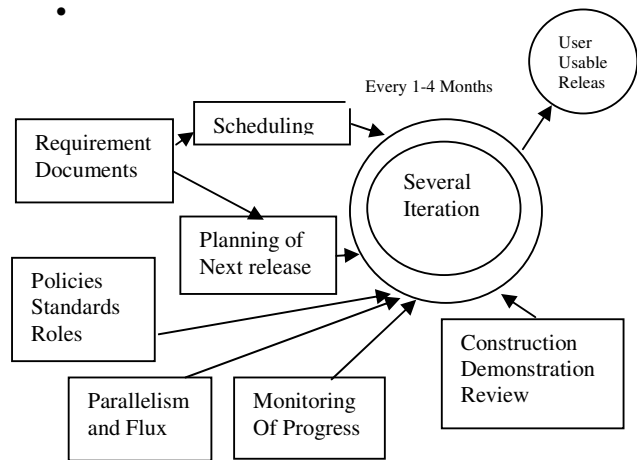 •
User
Usable
Releas
Every 1-4 Months
Scheduling
Requirement
Documents
Several
Iteration
Planning of
Next release
Policies
Standards
Roles
Construction
Demonstration
Review
Parallelism
and Flux
Monitoring
Of Progress